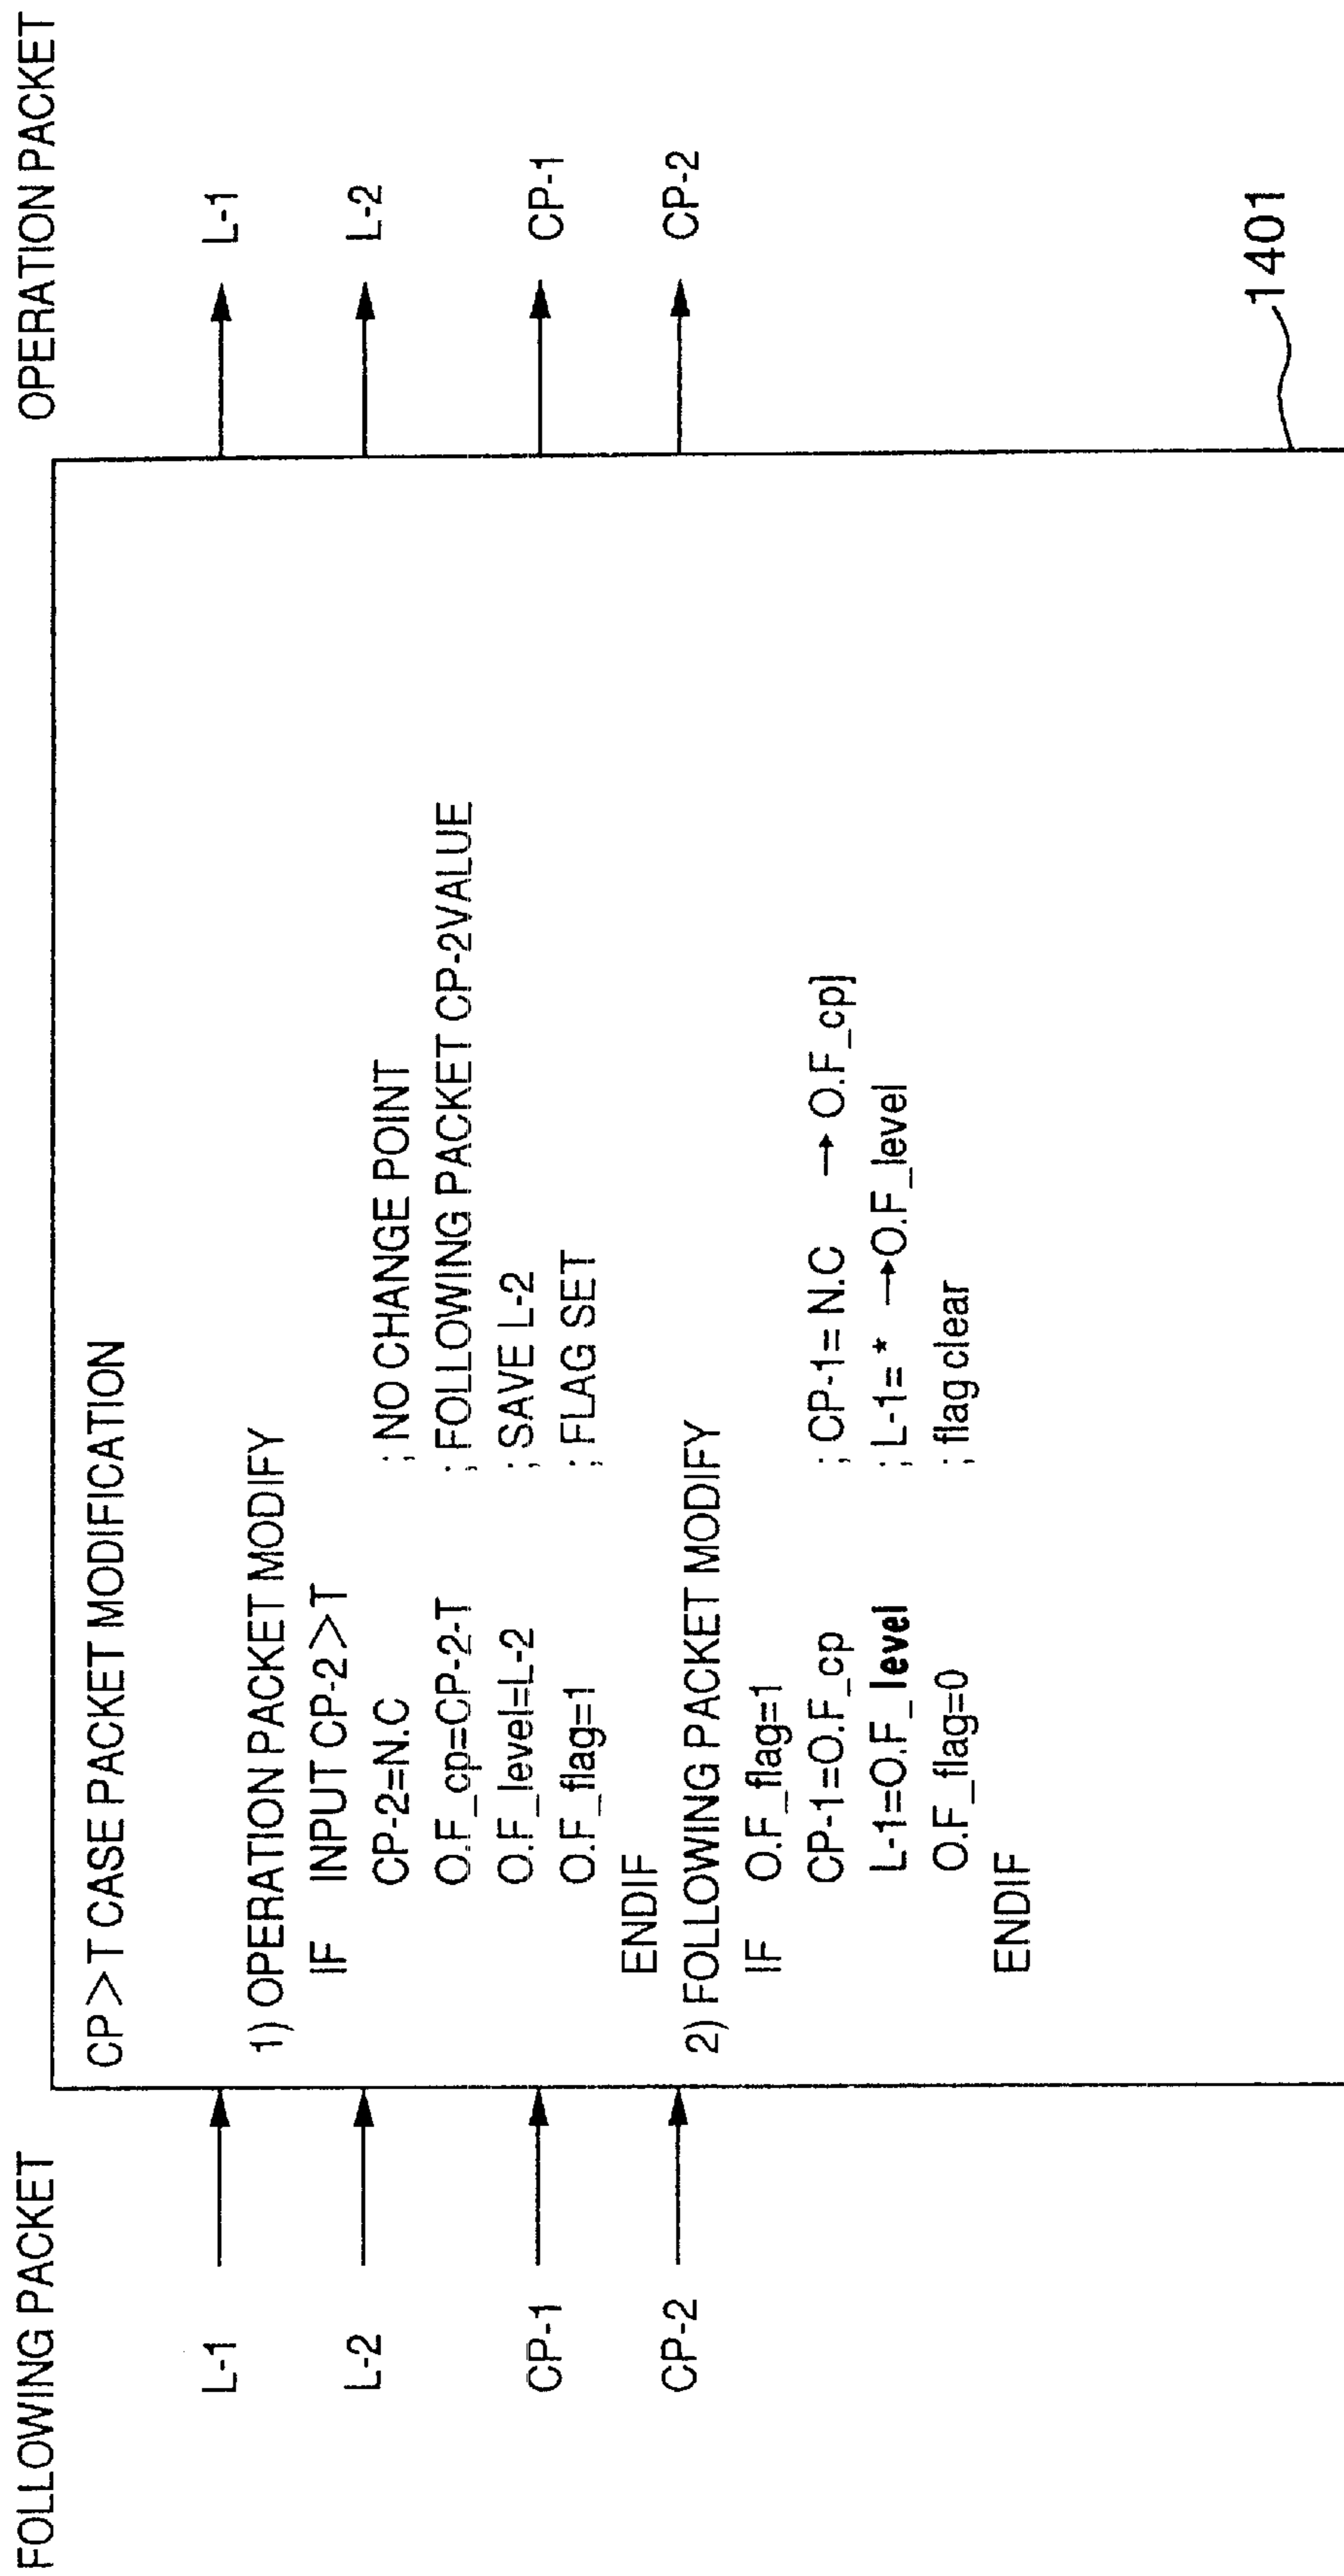 FOLLOWING PACKET
OPERATION PACKET
L-1
L-2
CP-1
CP-2
CP>T CASE PACKET MODIFICATION
1) OPERATION PACKET MODIFY
IF INPUT CP-2>T
CP-2=N.C ; NO CHANGE POINT
O.F_cp=CP-2-T ; FOLLOWING PACKET CP-2VALUE
O.F_level=L-2 ; SAVE L-2
O.F_flag=1 ; FLAG SET
ENDIF
2) FOLLOWING PACKET MODIFY
IF O.F_flag=1
CP-1=O.F_cp ; CP-1= N.C → O.F_cp]
L-1=O.F_level ; L-1= * →O.F_level
O.F_flag=0 ; flag clear
ENDIF
L-1
L-2
CP-1
CP-2
1401